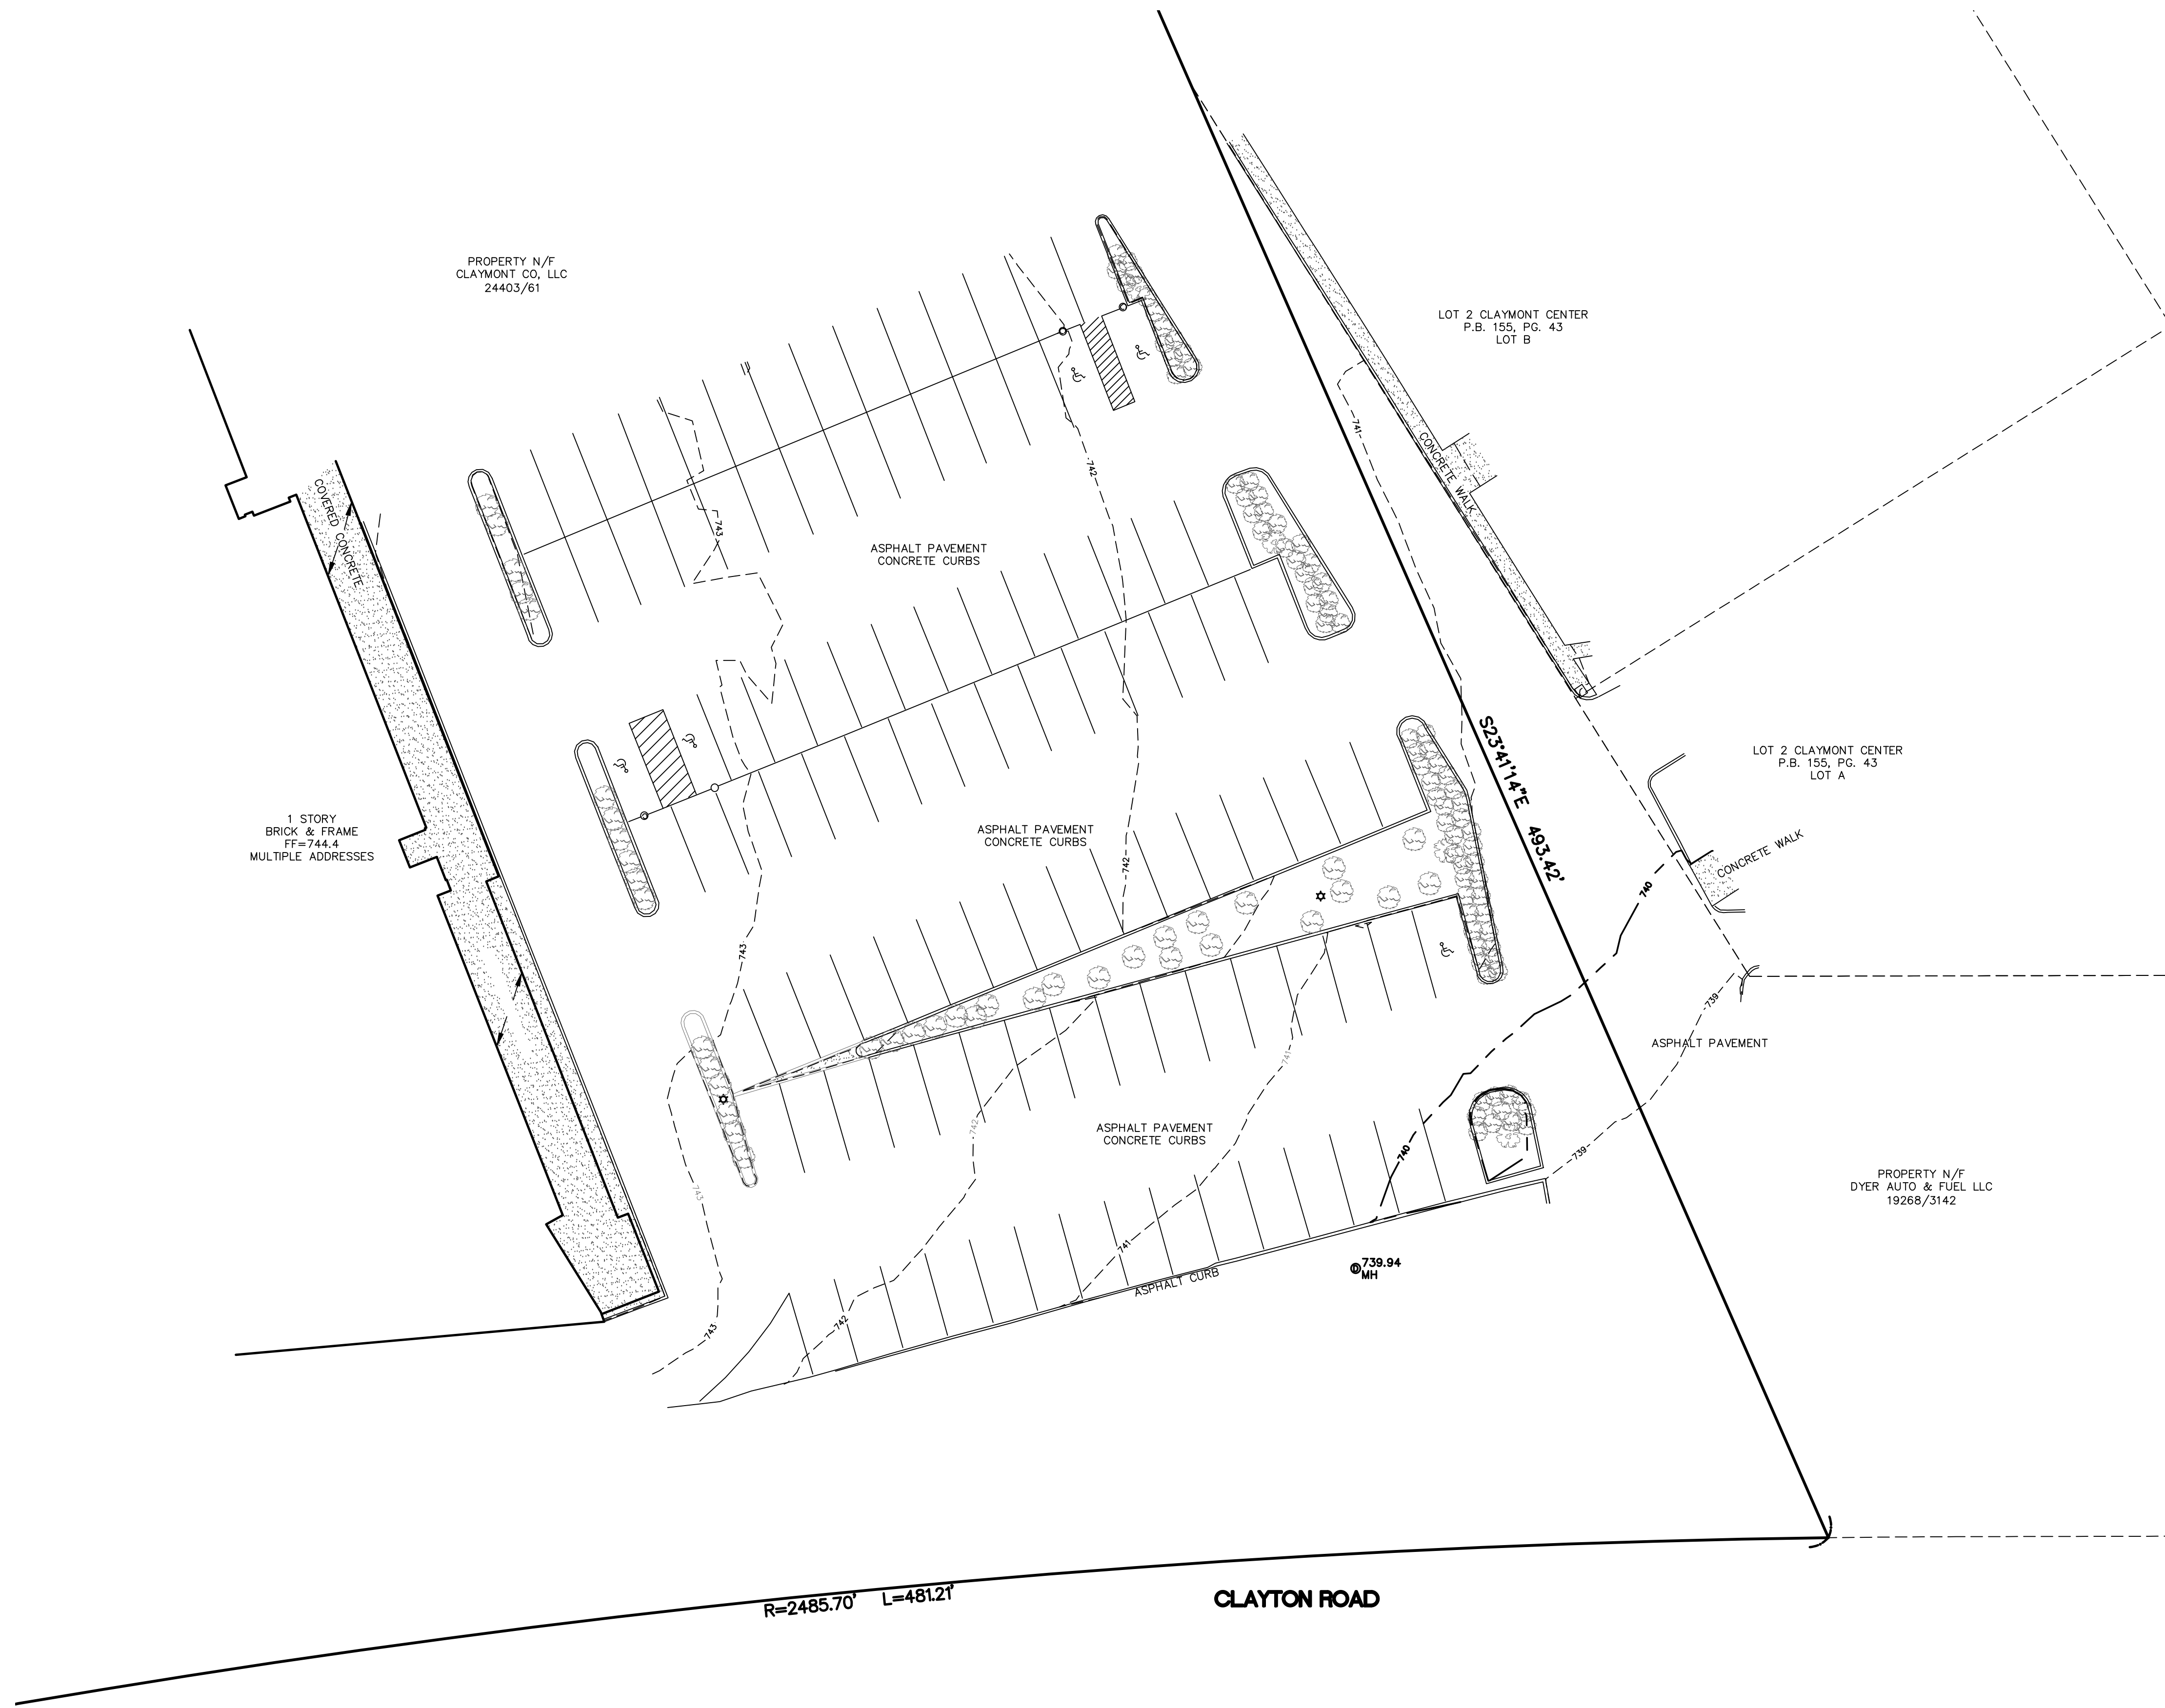 PROPERTY N/F
CLAYMONT CO, LLC
24403/61
LOT 2 CLAYMONT CENTER
P.B. 155, PG. 43
LOT B
741
CONCRETE WALK
742
COVERED CONCRETE
743
ASPHALT PAVEMENT
CONCRETE CURBS
S23°41'14"E 493.42'
LOT 2 CLAYMONT CENTER
P.B. 155, PG. 43
LOT A
1 STORY
BRICK & FRAME
FF=744.4
MULTIPLE ADDRESSES
ASPHALT PAVEMENT
CONCRETE CURBS
742
CONCRETE WALK
740
743
739
ASPHALT PAVEMENT
741
742
ASPHALT PAVEMENT
CONCRETE CURBS
740
739
743
PROPERTY N/F
DYER AUTO & FUEL LLC
19268/3142
741
739.94
MH
ASPHALT CURB
742
743
R=2485.70' L=481.21'
CLAYTON ROAD